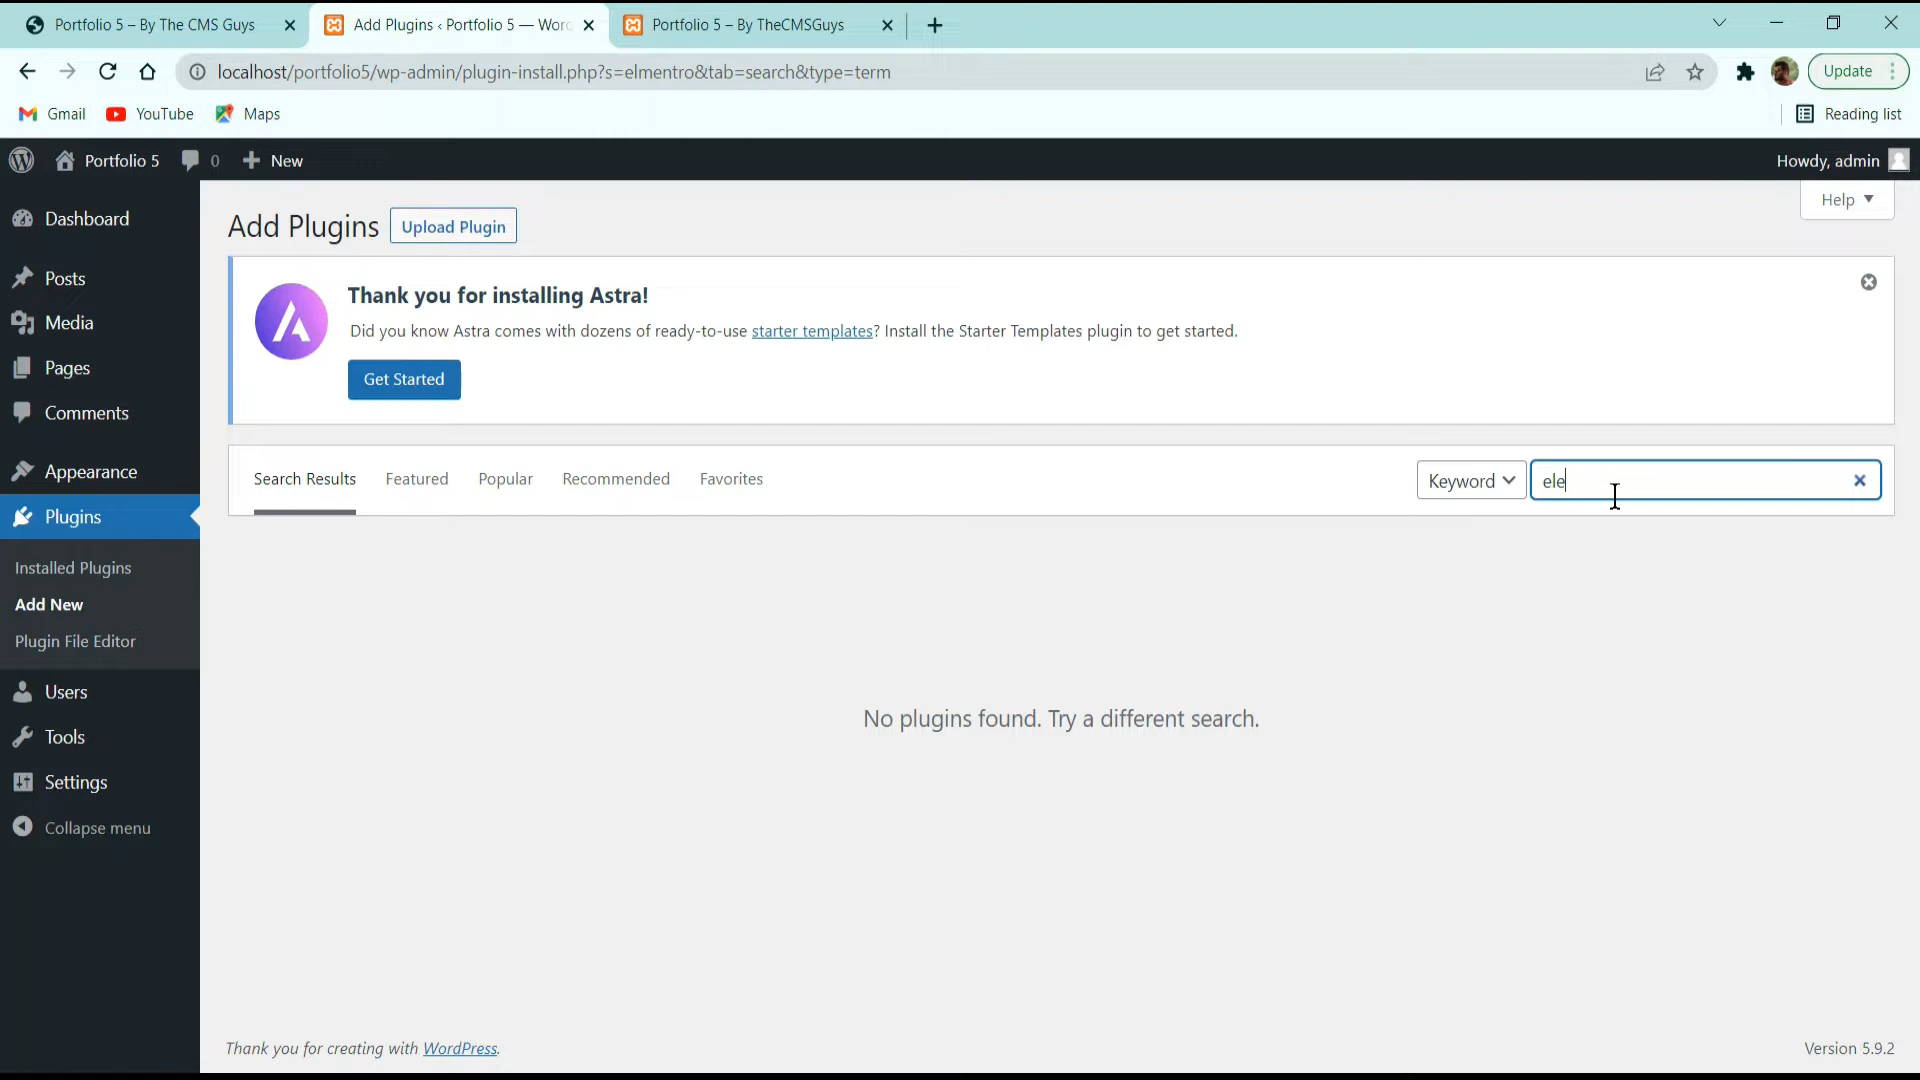 Portfolio 5 – By The CMS Guys
Add Plugins ‹ Portfolio 5 — Word
Portfolio 5 – By TheCMSGuys
localhost/portfolio5/wp-admin/plugin-install.php?s=elmentro&tab=search&type=term
Update
Gmail
YouTube
Maps
Reading list
Portfolio 5
0
New
Howdy, admin
Dashboard
Posts
Media
Pages
Comments
Appearance
Plugins
Installed Plugins
Add New
Plugin File Editor
Users
Tools
Settings
Collapse menu
Add Plugins
Upload Plugin
Help
Thank you for installing Astra!
Did you know Astra comes with dozens of ready-to-use starter templates? Install the Starter Templates plugin to get started.
Get Started
Search Results
Featured
Popular
Recommended
Favorites
Keyword
ele
No plugins found. Try a different search.
Thank you for creating with WordPress.
Version 5.9.2